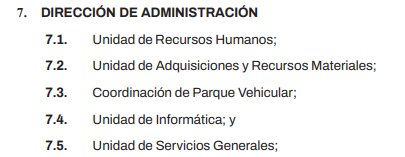 7. DIRECCIÓN DE ADMINISTRACIÓN
7.1. Unidad de Recursos Humanos;
7.2. Unidad de Adquisiciones y Recursos Materiales;
7.3. Coordinación de Parque Vehicular;
7.4. Unidad de Informática; y
7.5. Unidad de Servicios Generales;